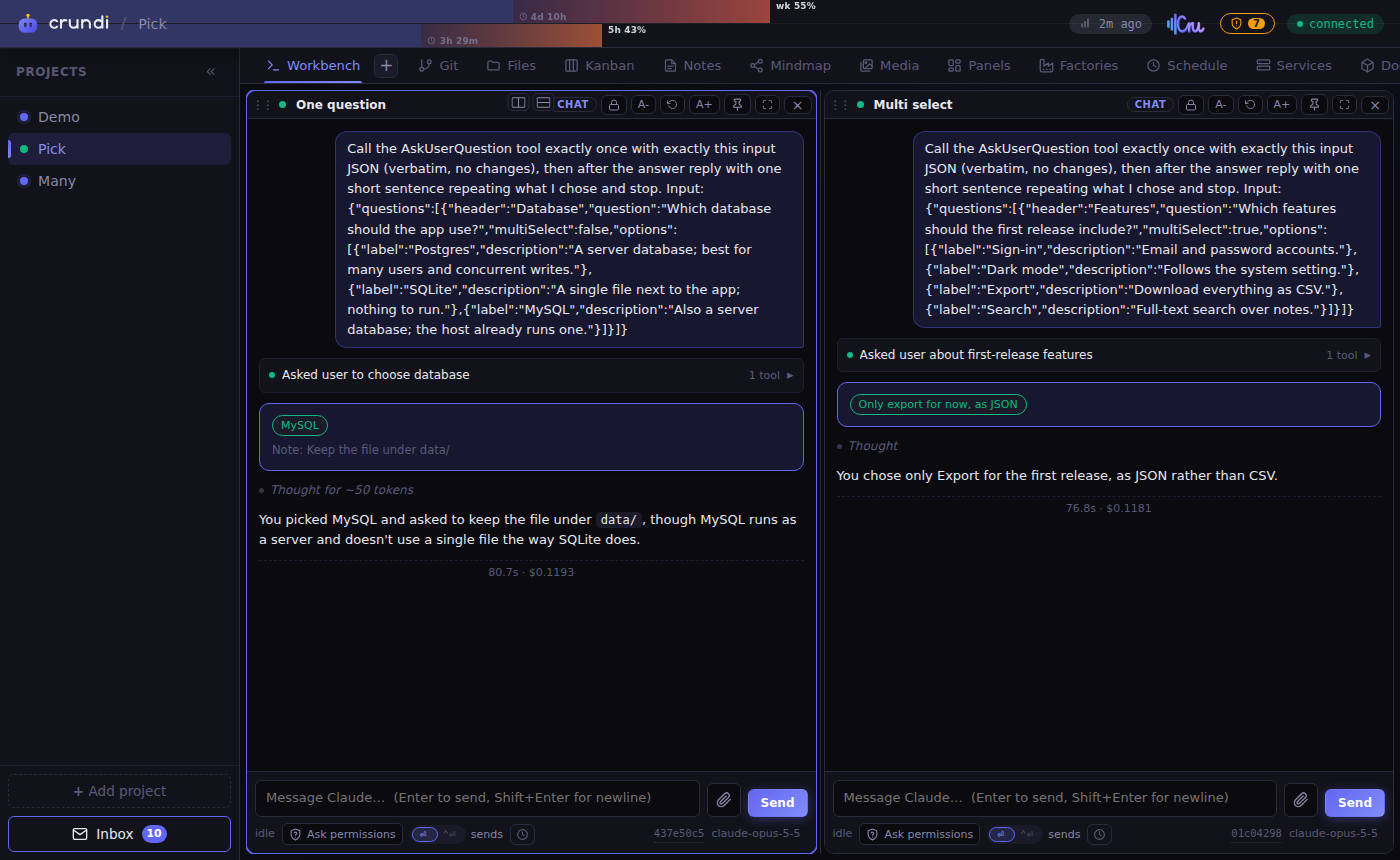 crundi / Pick
4d 10h
wk 55%
3h 29m
5h 43%
2m ago
Cru
7
connected
PROJECTS «
Demo
Pick
Many
+ Add project
Inbox 10
Workbench + Git Files Kanban Notes Mindmap Media Panels Factories Schedule Services Do
One question CHAT A- A+ ×
Call the AskUserQuestion tool exactly once with exactly this input
JSON (verbatim, no changes), then after the answer reply with one
short sentence repeating what I chose and stop. Input:
{"questions":[{"header":"Database","question":"Which database
should the app use?","multiSelect":false,"options":
[{"label":"Postgres","description":"A server database; best for
many users and concurrent writes."},
{"label":"SQLite","description":"A single file next to the app;
nothing to run."},{"label":"MySQL","description":"Also a server
database; the host already runs one."}]}]}
Asked user to choose database 1 tool ▸
MySQL
Note: Keep the file under data/
Thought for ~50 tokens
You picked MySQL and asked to keep the file under data/, though MySQL runs as
a server and doesn't use a single file the way SQLite does.
80.7s · $0.1193
Message Claude… (Enter to send, Shift+Enter for newline)
Send
idle Ask permissions ⏎ ^⏎ sends 437e50c5 claude-opus-5-5
Multi select CHAT A- A+ ×
Call the AskUserQuestion tool exactly once with exactly this input
JSON (verbatim, no changes), then after the answer reply with one
short sentence repeating what I chose and stop. Input:
{"questions":[{"header":"Features","question":"Which features
should the first release include?","multiSelect":true,"options":
[{"label":"Sign-in","description":"Email and password accounts."},
{"label":"Dark mode","description":"Follows the system setting."},
{"label":"Export","description":"Download everything as CSV."},
{"label":"Search","description":"Full-text search over notes."}]}]}
Asked user about first-release features 1 tool ▸
Only export for now, as JSON
Thought
You chose only Export for the first release, as JSON rather than CSV.
76.8s · $0.1181
Message Claude… (Enter to send, Shift+Enter for newline)
Send
idle Ask permissions ⏎ ^⏎ sends 01c04298 claude-opus-5-5